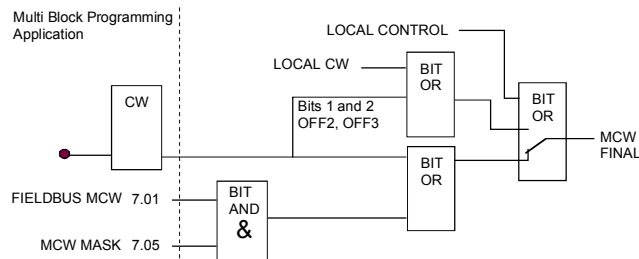 Multi Block Programming
Application
LOCAL CONTROL
LOCAL CW
BIT
OR
CW
Bits 1 and 2
OFF2, OFF3
BIT
OR
MCW
FINAL
BIT
OR
FIELDBUS MCW 7.01
BIT
AND
&
MCW MASK 7.05